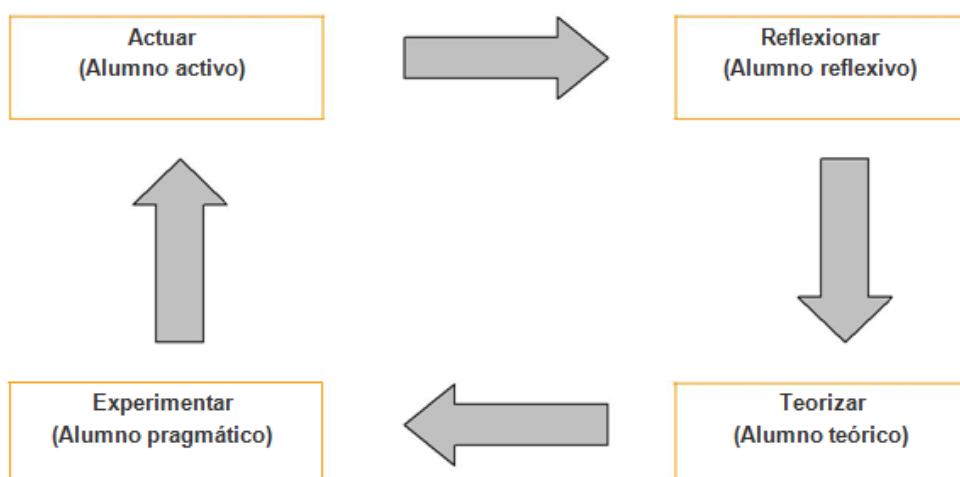 Actuar
(Alumno activo)
Reflexionar
(Alumno reflexivo)
Experimentar
(Alumno pragmático)
Teorizar
(Alumno teórico)